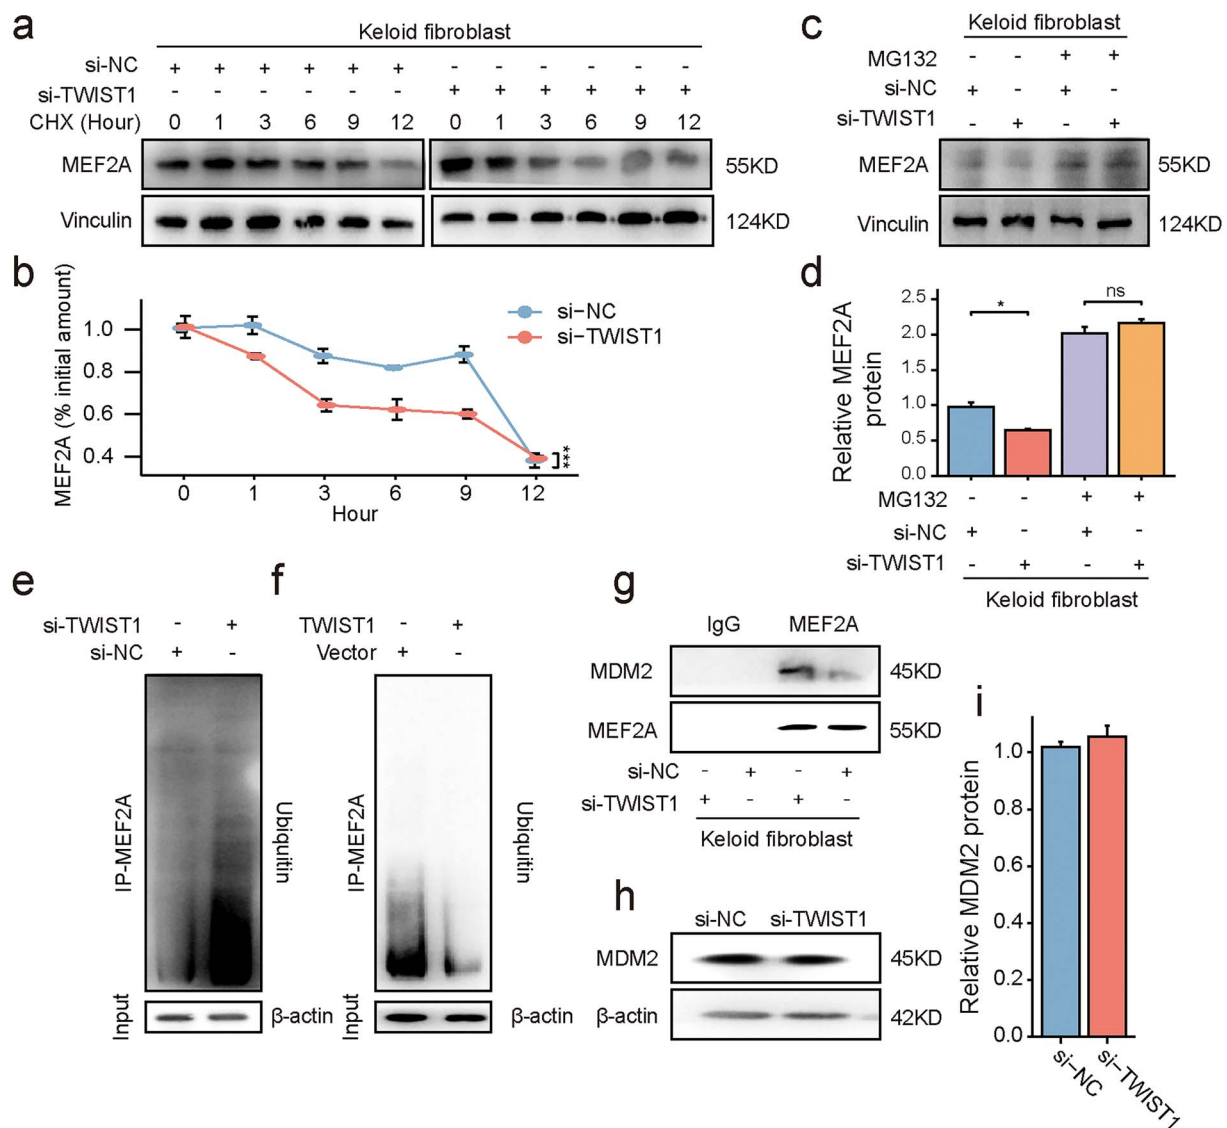 a
Keloid fibroblast
si-NC + + + + + + - - - - - -
si-TWIST1 - - - - - - + + + + + +
CHX (Hour) 0 1 3 6 9 12 0 1 3 6 9 12
MEF2A 55KD
Vinculin 124KD
b
MEF2A (% initial amount)
1.0
0.8
0.6
0.4
0 1 3 6 9 12
Hour
si-NC
si-TWIST1
***
c
Keloid fibroblast
MG132 - - + +
si-NC + - + -
si-TWIST1 - + - +
MEF2A 55KD
Vinculin 124KD
d
Relative MEF2A
protein
2.5
2.0
1.5
1.0
0.5
0.0
* ns
MG132 - - + +
si-NC + - + -
si-TWIST1 - + - +
Keloid fibroblast
e
si-TWIST1 - +
si-NC + -
IP-MEF2A
Ubiquitin
Input
β-actin
f
TWIST1 - +
Vector + -
IP-MEF2A
Ubiquitin
Input
β-actin
g
IgG MEF2A
MDM2 45KD
MEF2A 55KD
si-NC - + - +
si-TWIST1 + - + -
Keloid fibroblast
h
si-NC si-TWIST1
MDM2 45KD
β-actin 42KD
i
Relative MDM2 protein
1.0
0.8
0.6
0.4
0.2
0.0
si-NC
si-TWIST1